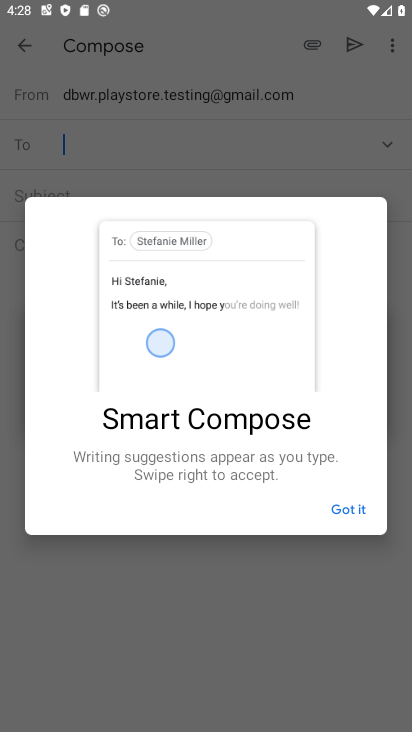 4:28
Compose
From dbwr.playstore.testing@gmail.com
To
Subject
C
To: Stefanie Miller
Hi Stefanie,
It's been a while, I hope you're doing well!
Smart Compose
Writing suggestions appear as you type.
Swipe right to accept.
Got it